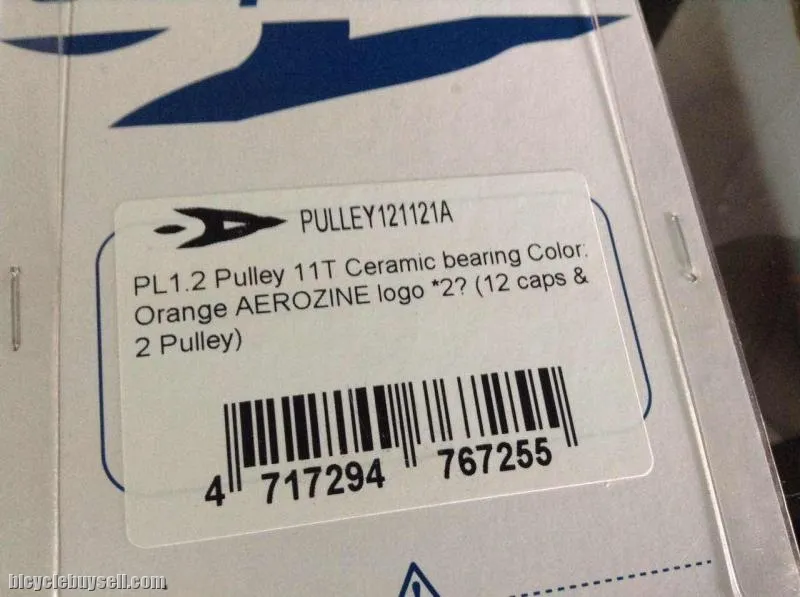 PULLEY121121A
PL1.2 Pulley 11T Ceramic bearing Color:
Orange AEROZINE logo *2? (12 caps &
2 Pulley)
4 717294 767255
bicyclebuysell.com